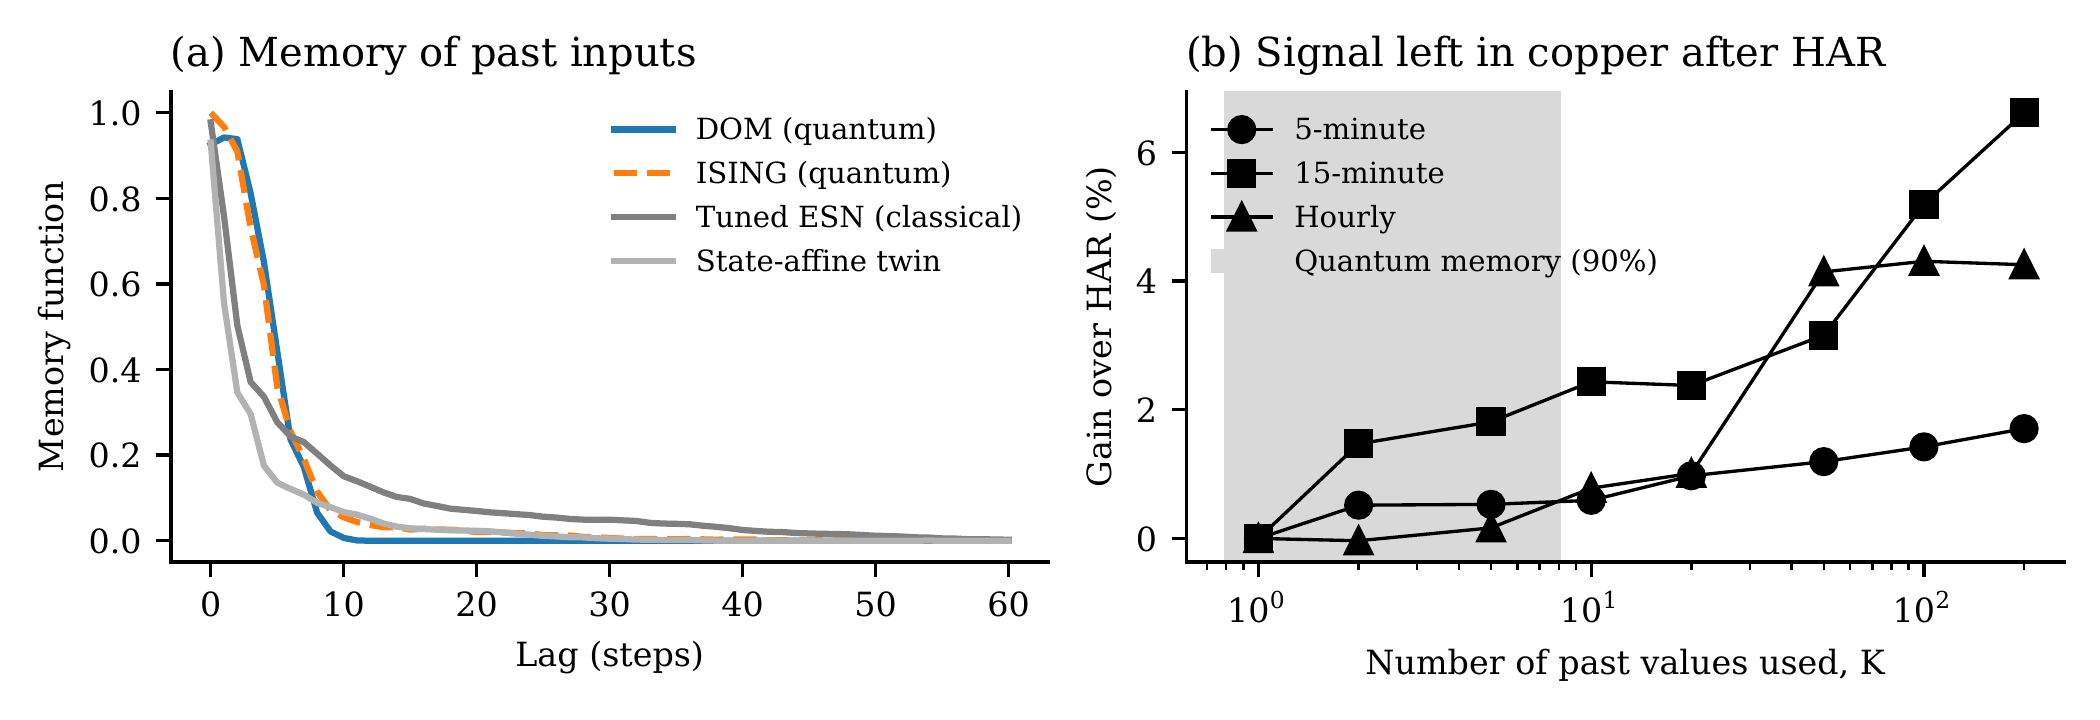 (a) Memory of past inputs
Memory function
1.0
0.8
0.6
0.4
0.2
0.0
0 10 20 30 40 50 60
Lag (steps)
DOM (quantum)
ISING (quantum)
Tuned ESN (classical)
State-affine twin
(b) Signal left in copper after HAR
Gain over HAR (%)
6
4
2
0
10⁰ 10¹ 10²
Number of past values used, K
5-minute
15-minute
Hourly
Quantum memory (90%)